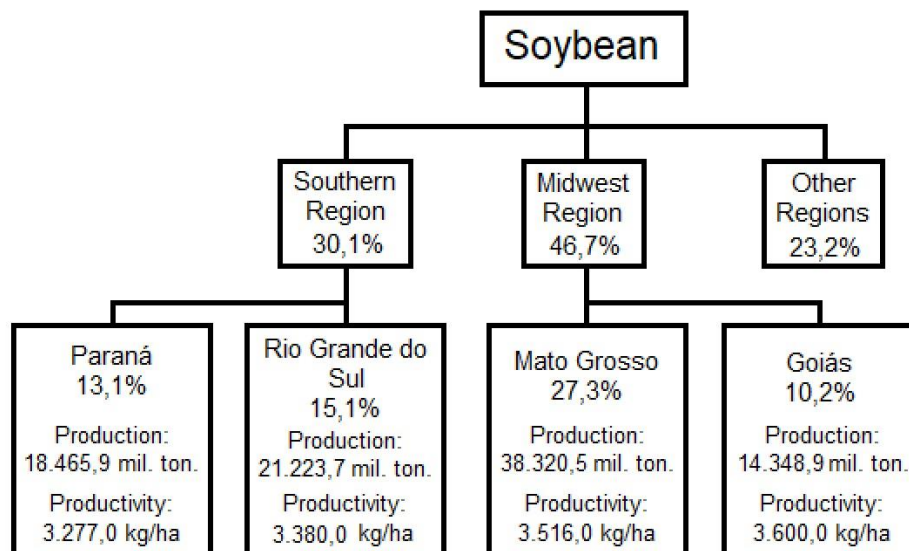 Soybean
Southern
Region
30,1%
Midwest
Region
46,7%
Other
Regions
23,2%
Paraná
13,1%
Production:
18.465,9 mil. ton.
Productivity:
3.277,0 kg/ha
Rio Grande do
Sul
15,1%
Production:
21.223,7 mil. ton.
Productivity:
3.380,0 kg/ha
Mato Grosso
27,3%
Production:
38.320,5 mil. ton.
Productivity:
3.516,0 kg/ha
Goiás
10,2%
Production:
14.348,9 mil. ton.
Productivity:
3.600,0 kg/ha